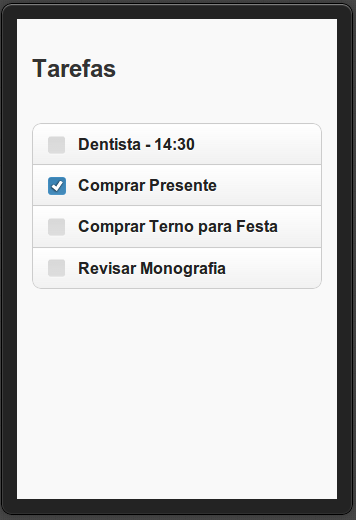 Tarefas
Dentista - 14:30
Comprar Presente
Comprar Terno para Festa
Revisar Monografia